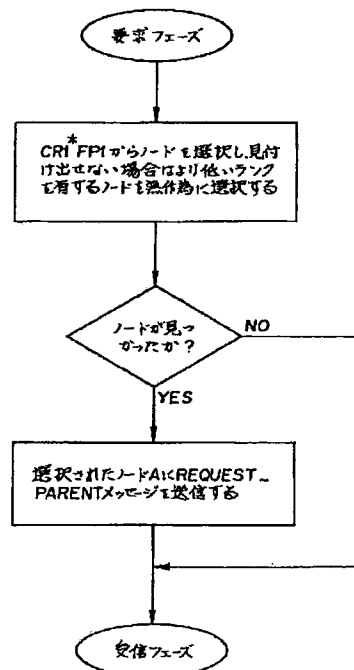 要求フェーズ
CR1*FP1からノードを選択し、見付
け出せない場合はより低いランク
を有するノードを無作為に選択する
ノードが見つ
かったか?
NO
YES
選択されたノードAにREQUEST_
PARENTメッセージを送信する
受信フェーズ